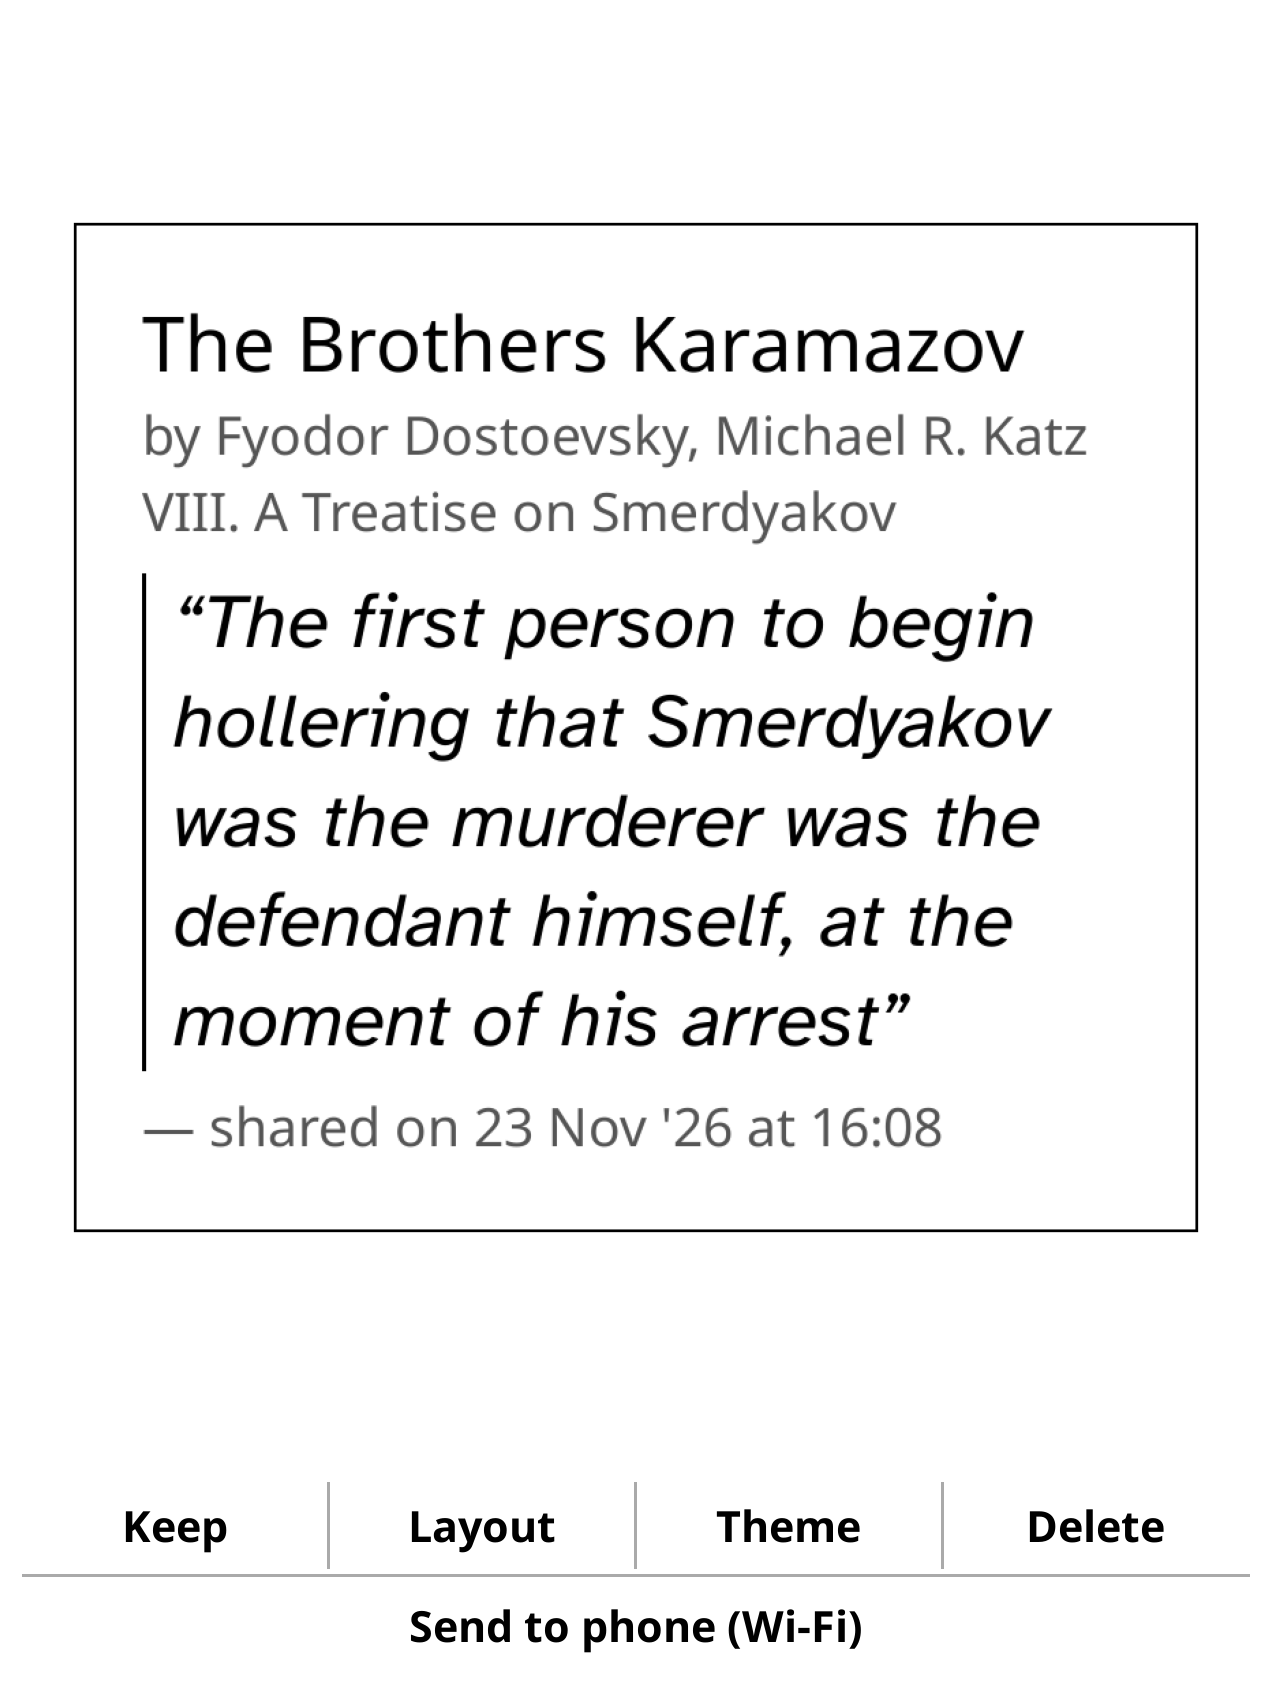 The Brothers Karamazov
by Fyodor Dostoevsky, Michael R. Katz
VIII. A Treatise on Smerdyakov
“The first person to begin
hollering that Smerdyakov
was the murderer was the
defendant himself, at the
moment of his arrest”
— shared on 23 Nov '26 at 16:08
Keep Layout Theme Delete
Send to phone (Wi-Fi)